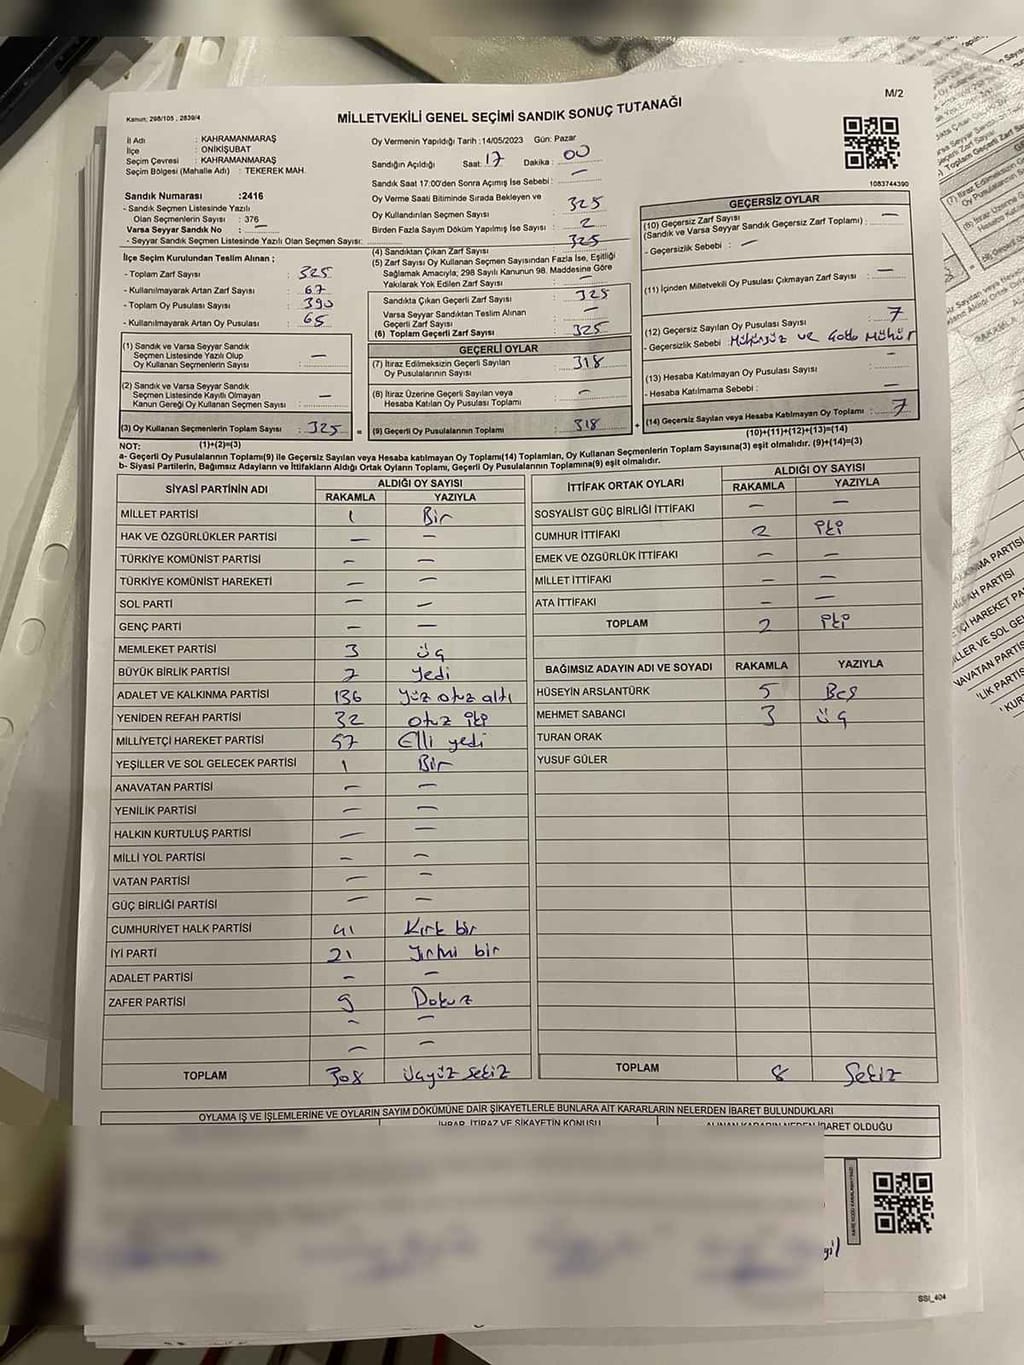 M/2
Kanun; 298/105 , 2839/4
MİLLETVEKİLİ GENEL SEÇİMİ SANDIK SONUÇ TUTANAĞI
İl Adı : KAHRAMANMARAŞ
İlçe : ONİKİŞUBAT
Seçim Çevresi : KAHRAMANMARAŞ
Seçim Bölgesi (Mahalle Adı) : TEKEREK MAH.
Oy Vermenin Yapıldığı Tarih :14/05/2023 Gün: Pazar
Sandığın Açıldığı Saat: 17 Dakika : 00
Sandık Saat 17:00'den Sonra Açılmış İse Sebebi : —
1083744390
Sandık Numarası :2416
- Sandık Seçmen Listesinde Yazılı
Olan Seçmenlerin Sayısı : 376
Varsa Seyyar Sandık No : —
- Seyyar Sandık Seçmen Listesinde Yazılı Olan Seçmen Sayısı:
Oy Verme Saati Bitiminde Sırada Bekleyen ve
Oy Kullandırılan Seçmen Sayısı : 325
Birden Fazla Sayım Döküm Yapılmış İse Sayısı : 2
(4) Sandıktan Çıkan Zarf Sayısı : 325
(5) Zarf Sayısı Oy Kullanan Seçmen Sayısından Fazla İse, Eşitliği
Sağlamak Amacıyla; 298 Sayılı Kanunun 98. Maddesine Göre
Yakılarak Yok Edilen Zarf Sayısı : —
İlçe Seçim Kurulundan Teslim Alınan ;
- Toplam Zarf Sayısı : 325
- Kullanılmayarak Artan Zarf Sayısı : 67
- Toplam Oy Pusulası Sayısı : 390
- Kullanılmayarak Artan Oy Pusulası : 65
Sandıkta Çıkan Geçerli Zarf Sayısı : 325
Varsa Seyyar Sandıktan Teslim Alınan
Geçerli Zarf Sayısı : —
(6) Toplam Geçerli Zarf Sayısı : 325
GEÇERSİZ OYLAR
(10) Geçersiz Zarf Sayısı
(Sandık ve Varsa Seyyar Sandık Geçersiz Zarf Toplamı) : —
- Geçersizlik Sebebi : —
(11) İçinden Milletvekili Oy Pusulası Çıkmayan Zarf Sayısı : —
(12) Geçersiz Sayılan Oy Pusulası Sayısı : 7
- Geçersizlik Sebebi : Mühürsüz ve Mühür
(13) Hesaba Katılmayan Oy Pusulası Sayısı : —
- Hesaba Katılmama Sebebi : —
(14) Geçersiz Sayılan veya Hesaba Katılmayan Oy Toplamı : 7
(10)+(11)+(12)+(13)=(14)
(1) Sandık ve Varsa Seyyar Sandık
Seçmen Listesinde Yazılı Olup
Oy Kullanan Seçmenlerin Sayısı : —
(2) Sandık ve Varsa Seyyar Sandık
Seçmen Listesinde Kayıtlı Olmayan
Kanun Gereği Oy Kullanan Seçmen Sayısı : —
(3) Oy Kullanan Seçmenlerin Toplam Sayısı : 325 =
(1)+(2)=(3)
GEÇERLİ OYLAR
(7) İtiraz Edilmeksizin Geçerli Sayılan
Oy Pusulalarının Sayısı : 318
(8) İtiraz Üzerine Geçerli Sayılan veya
Hesaba Katılan Oy Pusulası Toplamı : —
(9) Geçerli Oy Pusulalarının Toplamı : 318 +
NOT:
a- Geçerli Oy Pusulalarının Toplamı(9) ile Geçersiz Sayılan veya Hesaba katılmayan Oy Toplamı(14) Toplamları, Oy Kullanan Seçmenlerin Toplam Sayısına(3) eşit olmalıdır. (9)+(14)=(3)
b- Siyasi Partilerin, Bağımsız Adayların ve İttifakların Aldığı Ortak Oyların Toplamı, Geçerli Oy Pusulalarının Toplamına(9) eşit olmalıdır.
SİYASİ PARTİNİN ADI ALDIĞI OY SAYISI
RAKAMLA YAZIYLA
MİLLET PARTİSİ 1 Bir
HAK VE ÖZGÜRLÜKLER PARTİSİ — —
TÜRKİYE KOMÜNİST PARTİSİ — —
TÜRKİYE KOMÜNİST HAREKETİ — —
SOL PARTİ — —
GENÇ PARTİ — —
MEMLEKET PARTİSİ 3 üç
BÜYÜK BİRLİK PARTİSİ 7 yedi
ADALET VE KALKINMA PARTİSİ 136 yüz otuz altı
YENİDEN REFAH PARTİSİ 32 otuz iki
MİLLİYETÇİ HAREKET PARTİSİ 57 Elli yedi
YEŞİLLER VE SOL GELECEK PARTİSİ 1 Bir
ANAVATAN PARTİSİ — —
YENİLİK PARTİSİ — —
HALKIN KURTULUŞ PARTİSİ — —
MİLLİ YOL PARTİSİ — —
VATAN PARTİSİ — —
GÜÇ BİRLİĞİ PARTİSİ — —
CUMHURİYET HALK PARTİSİ 41 Kırk bir
İYİ PARTİ 21 Yirmi bir
ADALET PARTİSİ — —
ZAFER PARTİSİ 9 Dokuz
— —
— —
TOPLAM 308 üçyüz sekiz
İTTİFAK ORTAK OYLARI ALDIĞI OY SAYISI
RAKAMLA YAZIYLA
SOSYALİST GÜÇ BİRLİĞİ İTTİFAKI — —
CUMHUR İTTİFAKI 2 iki
EMEK VE ÖZGÜRLÜK İTTİFAKI — —
MİLLET İTTİFAKI — —
ATA İTTİFAKI — —
TOPLAM 2 iki
BAĞIMSIZ ADAYIN ADI VE SOYADI RAKAMLA YAZIYLA
HÜSEYİN ARSLANTÜRK 5 Beş
MEHMET SABANCI 3 üç
TURAN ORAK
YUSUF GÜLER
TOPLAM 8 Sekiz
OYLAMA İŞ VE İŞLEMLERİNE VE OYLARIN SAYIM DÖKÜMÜNE DAİR ŞİKAYETLERLE BUNLARA AİT KARARLARIN NELERDEN İBARET BULUNDUKLARI
İHBAR, İTİRAZ VE ŞİKAYETİN KONUSU
ALINAN KARARIN NEDEN İBARET OLDUĞU
SSI_404